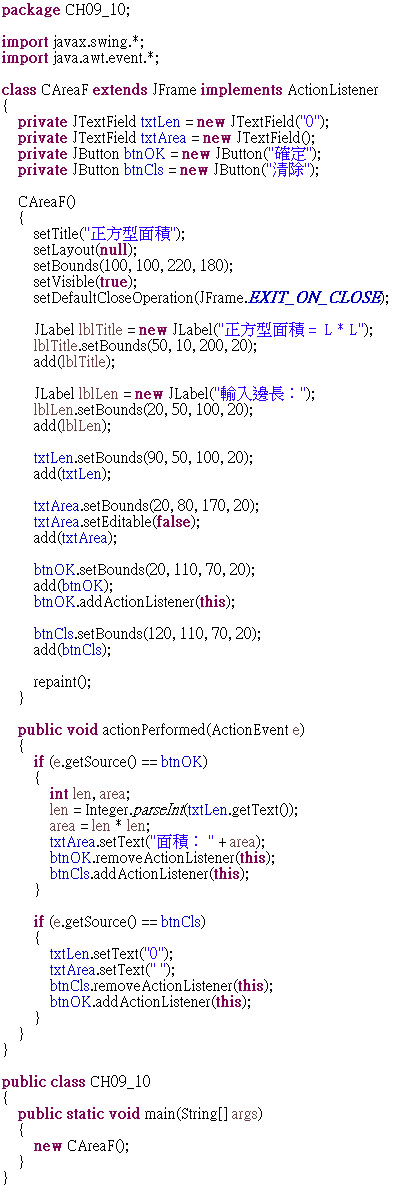 package CH09_10;
import javax.swing.*;
import java.awt.event.*;
class CAreaF extends JFrame implements ActionListener
{
private JTextField txtLen = new JTextField("0");
private JTextField txtArea = new JTextField();
private JButton btnOK = new JButton("確定");
private JButton btnCls = new JButton("清除");
CAreaF()
{
setTitle("正方型面積");
setLayout(null);
setBounds(100, 100, 220, 180);
setVisible(true);
setDefaultCloseOperation(JFrame.EXIT_ON_CLOSE);
JLabel lblTitle = new JLabel("正方型面積 = L * L");
lblTitle.setBounds(50, 10, 200, 20);
add(lblTitle);
JLabel lblLen = new JLabel("輸入邊長：");
lblLen.setBounds(20, 50, 100, 20);
add(lblLen);
txtLen.setBounds(90, 50, 100, 20);
add(txtLen);
txtArea.setBounds(20, 80, 170, 20);
txtArea.setEditable(false);
add(txtArea);
btnOK.setBounds(20, 110, 70, 20);
add(btnOK);
btnOK.addActionListener(this);
btnCls.setBounds(120, 110, 70, 20);
add(btnCls);
repaint();
}
public void actionPerformed(ActionEvent e)
{
if (e.getSource() == btnOK)
{
int len, area;
len = Integer.parseInt(txtLen.getText());
area = len * len;
txtArea.setText("面積： " + area);
btnOK.removeActionListener(this);
btnCls.addActionListener(this);
}
if (e.getSource() == btnCls)
{
txtLen.setText("0");
txtArea.setText(" ");
btnCls.removeActionListener(this);
btnOK.addActionListener(this);
}
}
}
public class CH09_10
{
public static void main(String[] args)
{
new CAreaF();
}
}